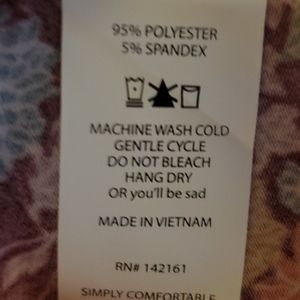 95% POLYESTER
5% SPANDEX
MACHINE WASH COLD
GENTLE CYCLE
DO NOT BLEACH
HANG DRY
OR you'll be sad
MADE IN VIETNAM
RN# 142161
SIMPLY COMFORTABLE